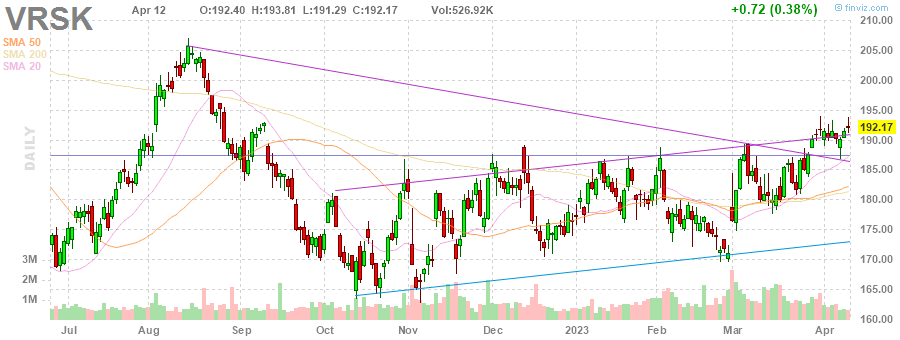 VRSK
Apr 12 O:192.40 H:193.81 L:191.29 C:192.17 Vol:526.92K +0.72 (0.38%)
© finviz.com
SMA 50
SMA 200
SMA 20
DAILY
210.00
205.00
200.00
195.00
192.17
190.00
185.00
180.00
175.00
170.00
165.00
160.00
3M
2M
1M
Jul Aug Sep Oct Nov Dec 2023 Feb Mar Apr